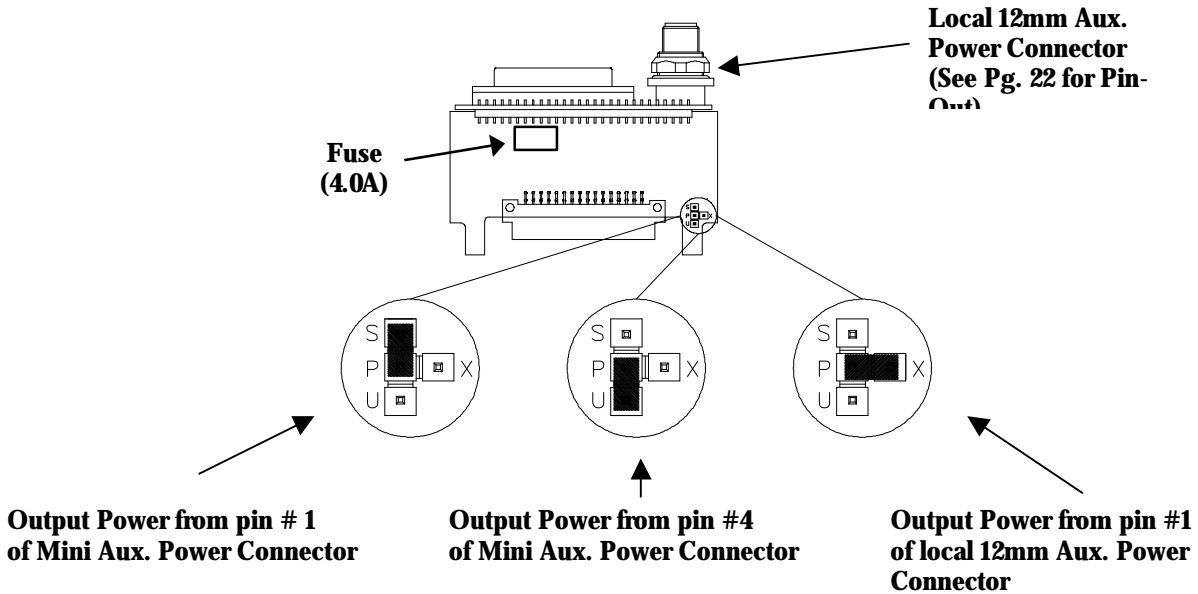 Local 12mm Aux.
Power Connector
(See Pg. 22 for Pin-
Out)
Fuse
(4.0A)
S
P X
U
S
P X
U
S
P X
U
S
P X
U
Output Power from pin # 1
of Mini Aux. Power Connector
Output Power from pin #4
of Mini Aux. Power Connector
Output Power from pin #1
of local 12mm Aux. Power
Connector